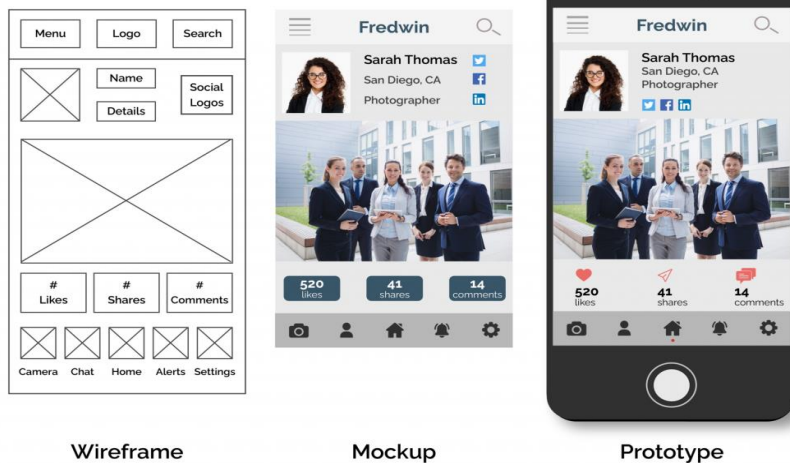 Menu
Logo
Search
Name
Details
Social
Logos
#
Likes
#
Shares
#
Comments
Camera Chat Home Alerts Settings
Wireframe
Fredwin
Sarah Thomas
San Diego, CA
Photographer
f
in
520
likes
41
shares
14
comments
Mockup
Fredwin
Sarah Thomas
San Diego, CA
Photographer
f
in
520
likes
41
shares
14
comments
Prototype